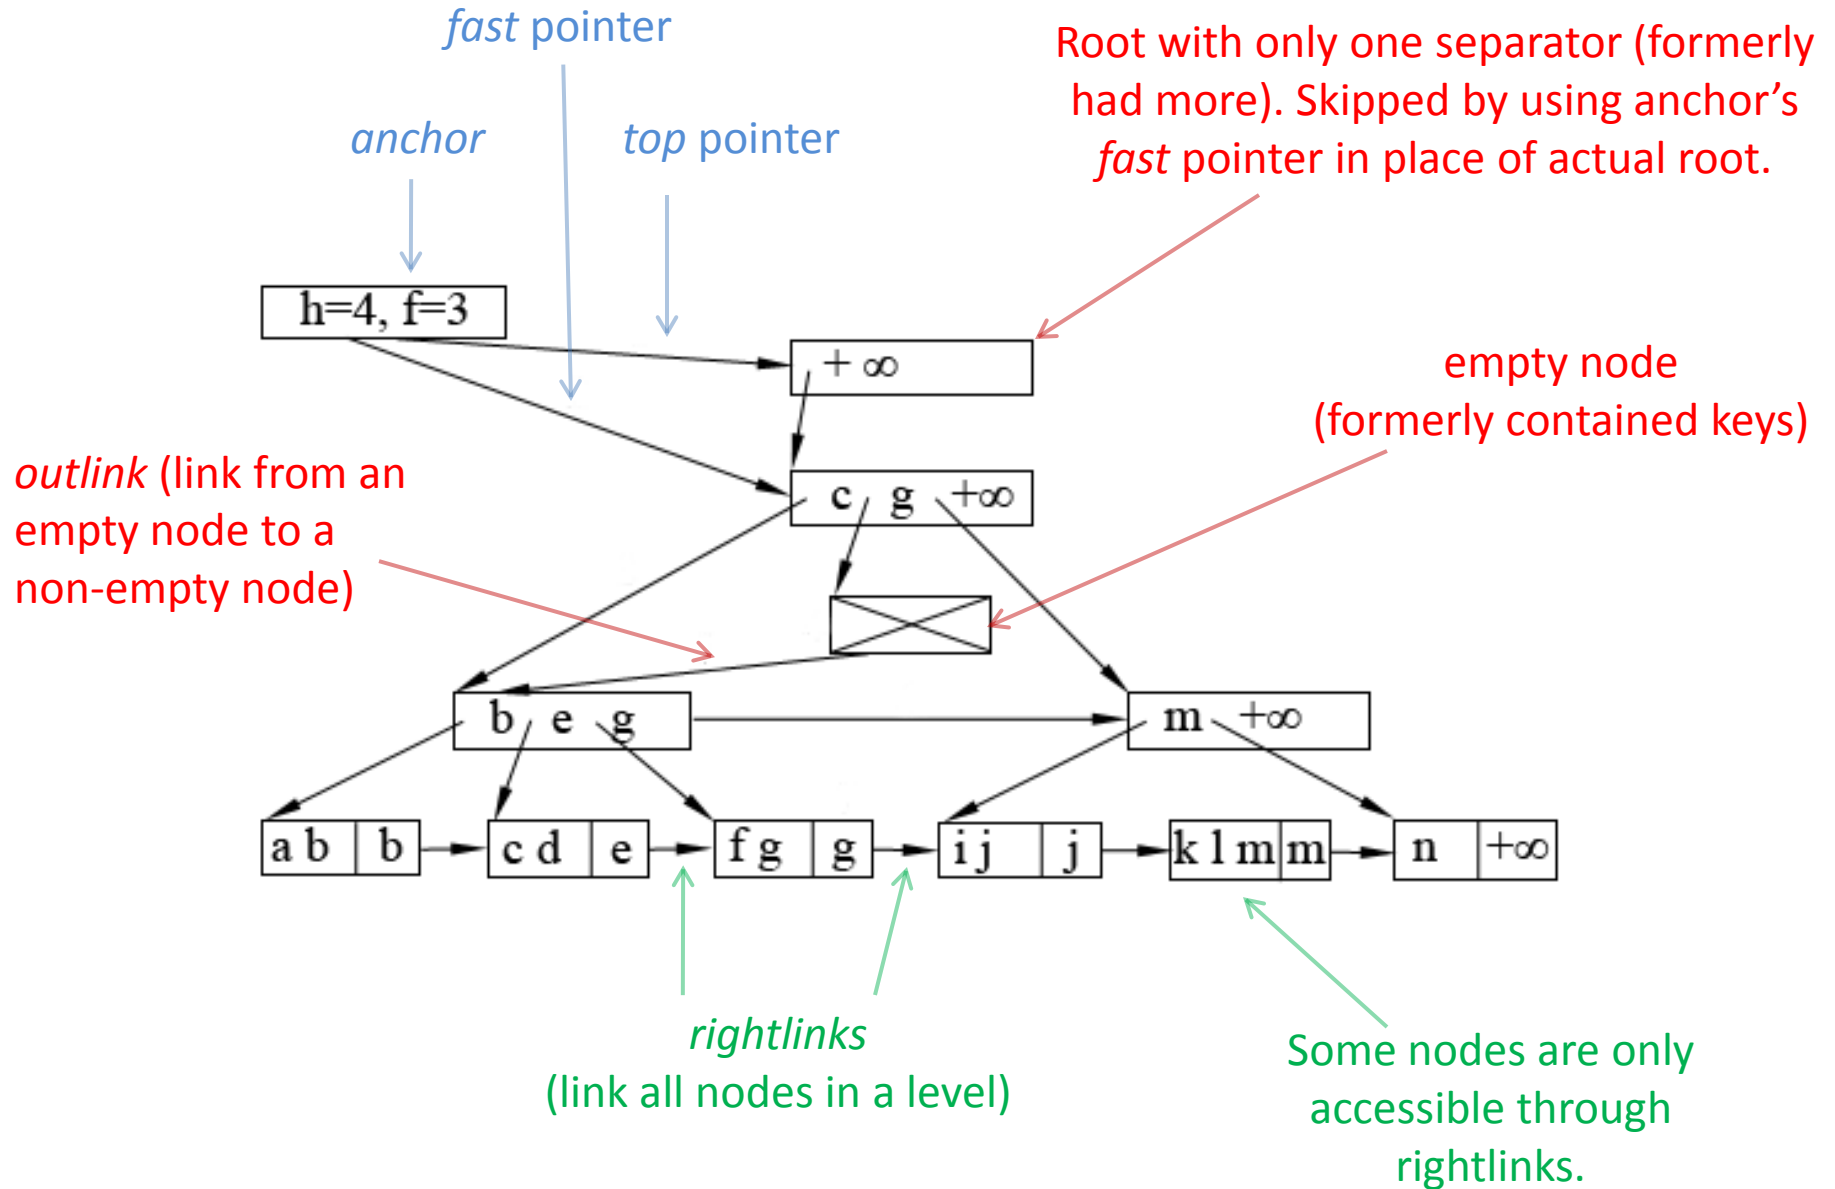 fast pointer
anchor
top pointer
Root with only one separator (formerly
had more). Skipped by using anchor’s
fast pointer in place of actual root.
h=4, f=3
+ ∞
empty node
(formerly contained keys)
outlink (link from an
empty node to a
non-empty node)
c g +∞
b e g
m +∞
a b b
c d e
f g g
i j j
k l m m
n +∞
rightlinks
(link all nodes in a level)
Some nodes are only
accessible through
rightlinks.